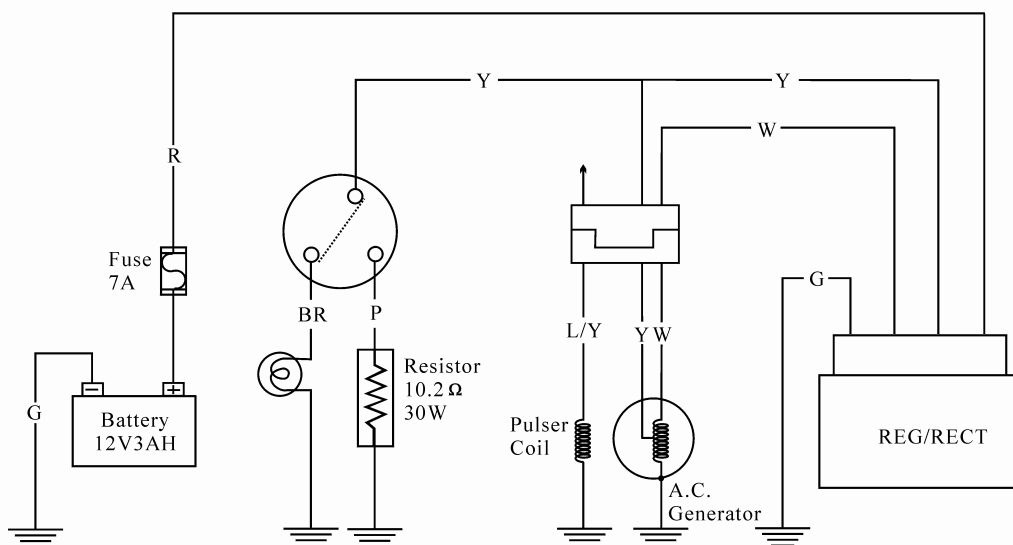 Y
Y
W
R
Fuse
7A
G
BR
P
L/Y
Y W
Resistor
10.2 Ω
30W
G
− +
Battery
12V3AH
Pulser
Coil
REG/RECT
A.C.
Generator